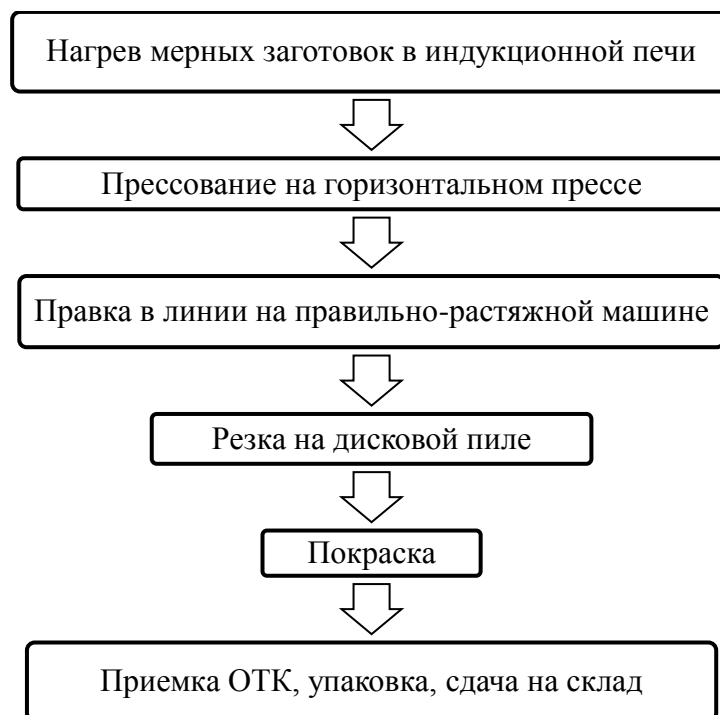 Нагрев мерных заготовок в индукционной печи
Прессование на горизонтальном прессе
Правка в линии на правильно-растяжной машине
Резка на дисковой пиле
Покраска
Приемка ОТК, упаковка, сдача на склад